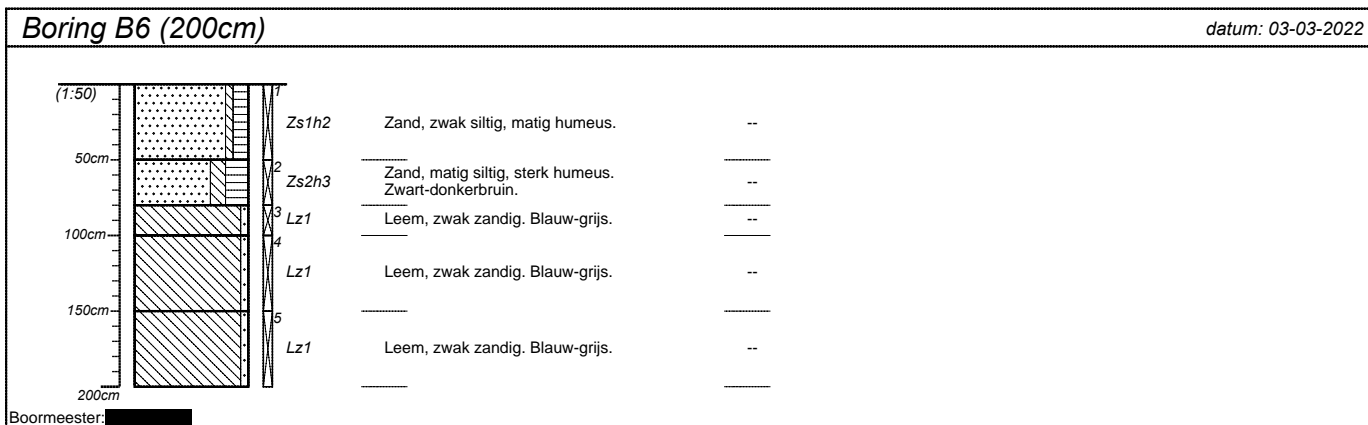 Boring B6 (200cm) datum: 03-03-2022
(1:50)
1
Zs1h2 Zand, zwak siltig, matig humeus. --
50cm
2
Zs2h3 Zand, matig siltig, sterk humeus. --
Zwart-donkerbruin.
3
Lz1 Leem, zwak zandig. Blauw-grijs. --
100cm
4
Lz1 Leem, zwak zandig. Blauw-grijs. --
150cm
5
Lz1 Leem, zwak zandig. Blauw-grijs. --
200cm
Boormeester: